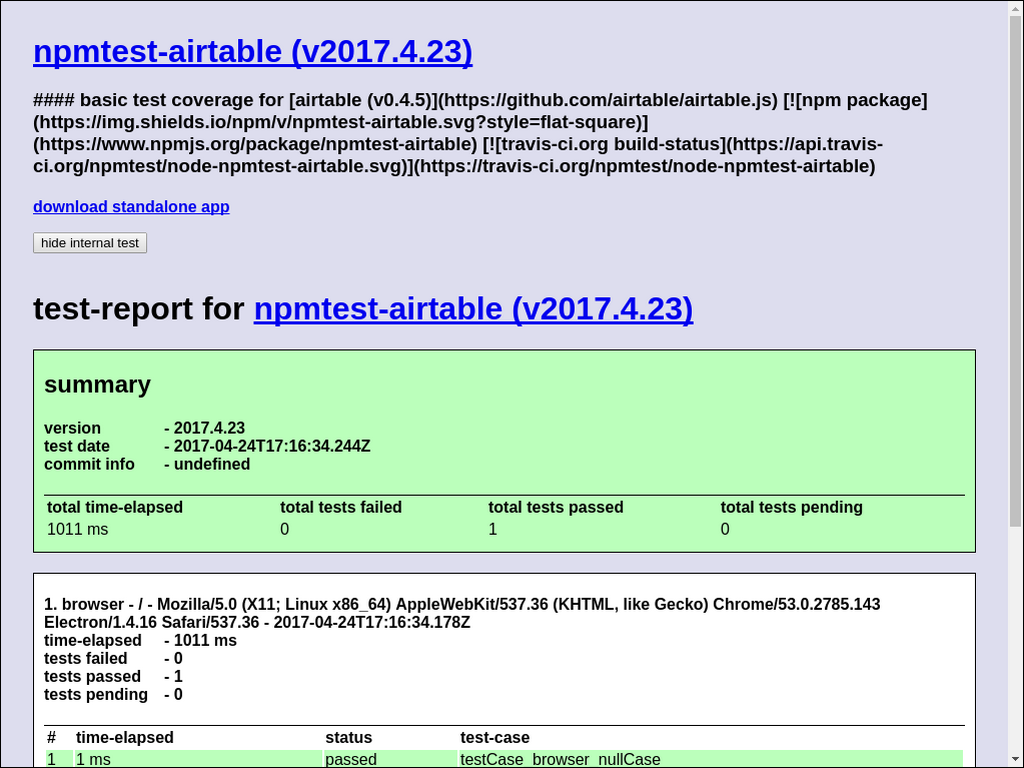 npmtest-airtable (v2017.4.23)
#### basic test coverage for [airtable (v0.4.5)](https://github.com/airtable/airtable.js) [![npm package]
(https://img.shields.io/npm/v/npmtest-airtable.svg?style=flat-square)]
(https://www.npmjs.org/package/npmtest-airtable) [![travis-ci.org build-status](https://api.travis-
ci.org/npmtest/node-npmtest-airtable.svg)](https://travis-ci.org/npmtest/node-npmtest-airtable)
download standalone app
hide internal test
test-report for npmtest-airtable (v2017.4.23)
summary
version - 2017.4.23
test date - 2017-04-24T17:16:34.244Z
commit info - undefined
total time-elapsed total tests failed total tests passed total tests pending
1011 ms 0 1 0
1. browser - / - Mozilla/5.0 (X11; Linux x86_64) AppleWebKit/537.36 (KHTML, like Gecko) Chrome/53.0.2785.143
Electron/1.4.16 Safari/537.36 - 2017-04-24T17:16:34.178Z
time-elapsed - 1011 ms
tests failed - 0
tests passed - 1
tests pending - 0
# time-elapsed status test-case
1 1 ms passed testCase_browser_nullCase